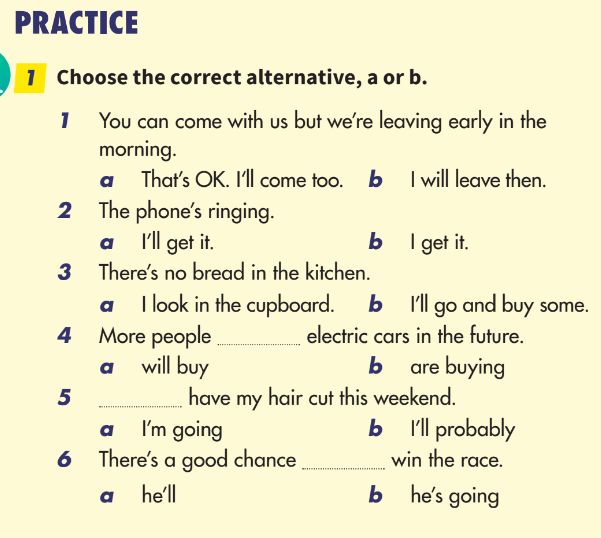 PRACTICE
1 Choose the correct alternative, a or b.
1 You can come with us but we're leaving early in the
morning.
a That's OK. I'll come too. b I will leave then.
2 The phone's ringing.
a I'll get it. b I get it.
3 There's no bread in the kitchen.
a I look in the cupboard. b I'll go and buy some.
4 More people ............ electric cars in the future.
a will buy b are buying
5 ............ have my hair cut this weekend.
a I'm going b I'll probably
6 There's a good chance ............ win the race.
a he'll b he's going